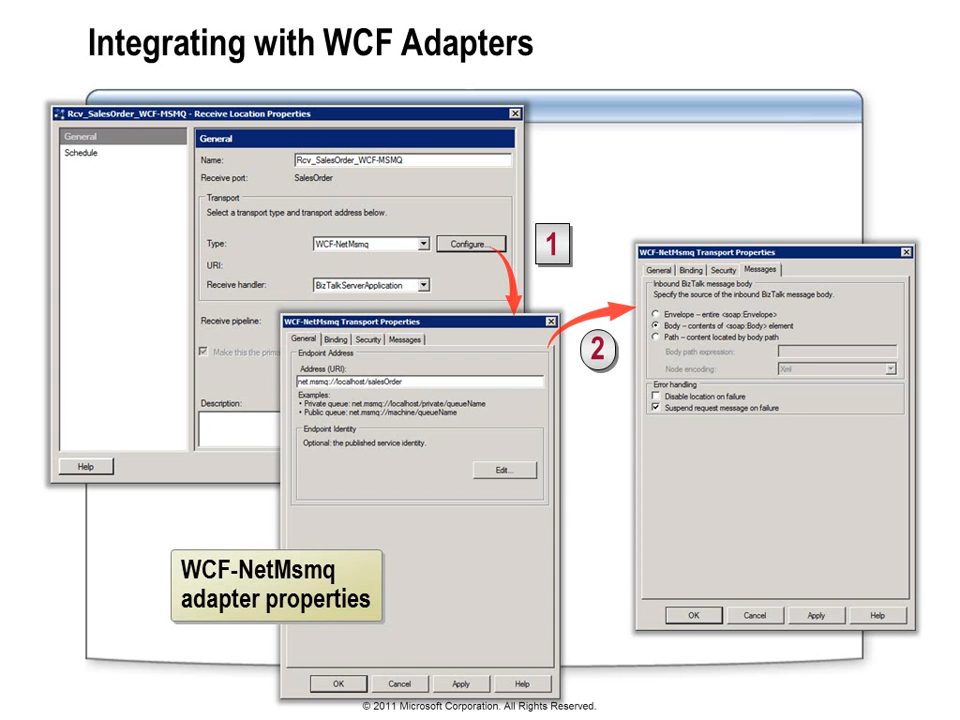 Integrating with WCF Adapters
Rcv_SalesOrder_WCF-MSMQ - Receive Location Properties
General
Schedule
General
Name: Rcv_SalesOrder_WCF-MSMQ
Receive port: SalesOrder
Transport
Select a transport type and transport address below.
Type: WCF-NetMsmq Configure...
URI:
Receive handler: BizTalkServerApplication
Receive pipeline:
Make this the prima
Description:
Help
1
WCF-NetMsmq Transport Properties
General Binding Security Messages
Endpoint Address
Address (URI):
net.msmq://localhost/salesOrder
Examples:
• Private queue: net.msmq://localhost/private/queueName
• Public queue: net.msmq://machine/queueName
Endpoint Identity
Optional: the published service identity.
Edit...
OK Cancel Apply Help
2
WCF-NetMsmq Transport Properties
General Binding Security Messages
Inbound BizTalk message body
Specify the source of the inbound BizTalk message body.
Envelope – entire <soap:Envelope>
Body – contents of <soap:Body> element
Path – content located by body path
Body path expression:
Node encoding: Xml
Error handling
Disable location on failure
Suspend request message on failure
OK Cancel Apply Help
WCF-NetMsmq
adapter properties
© 2011 Microsoft Corporation. All Rights Reserved.